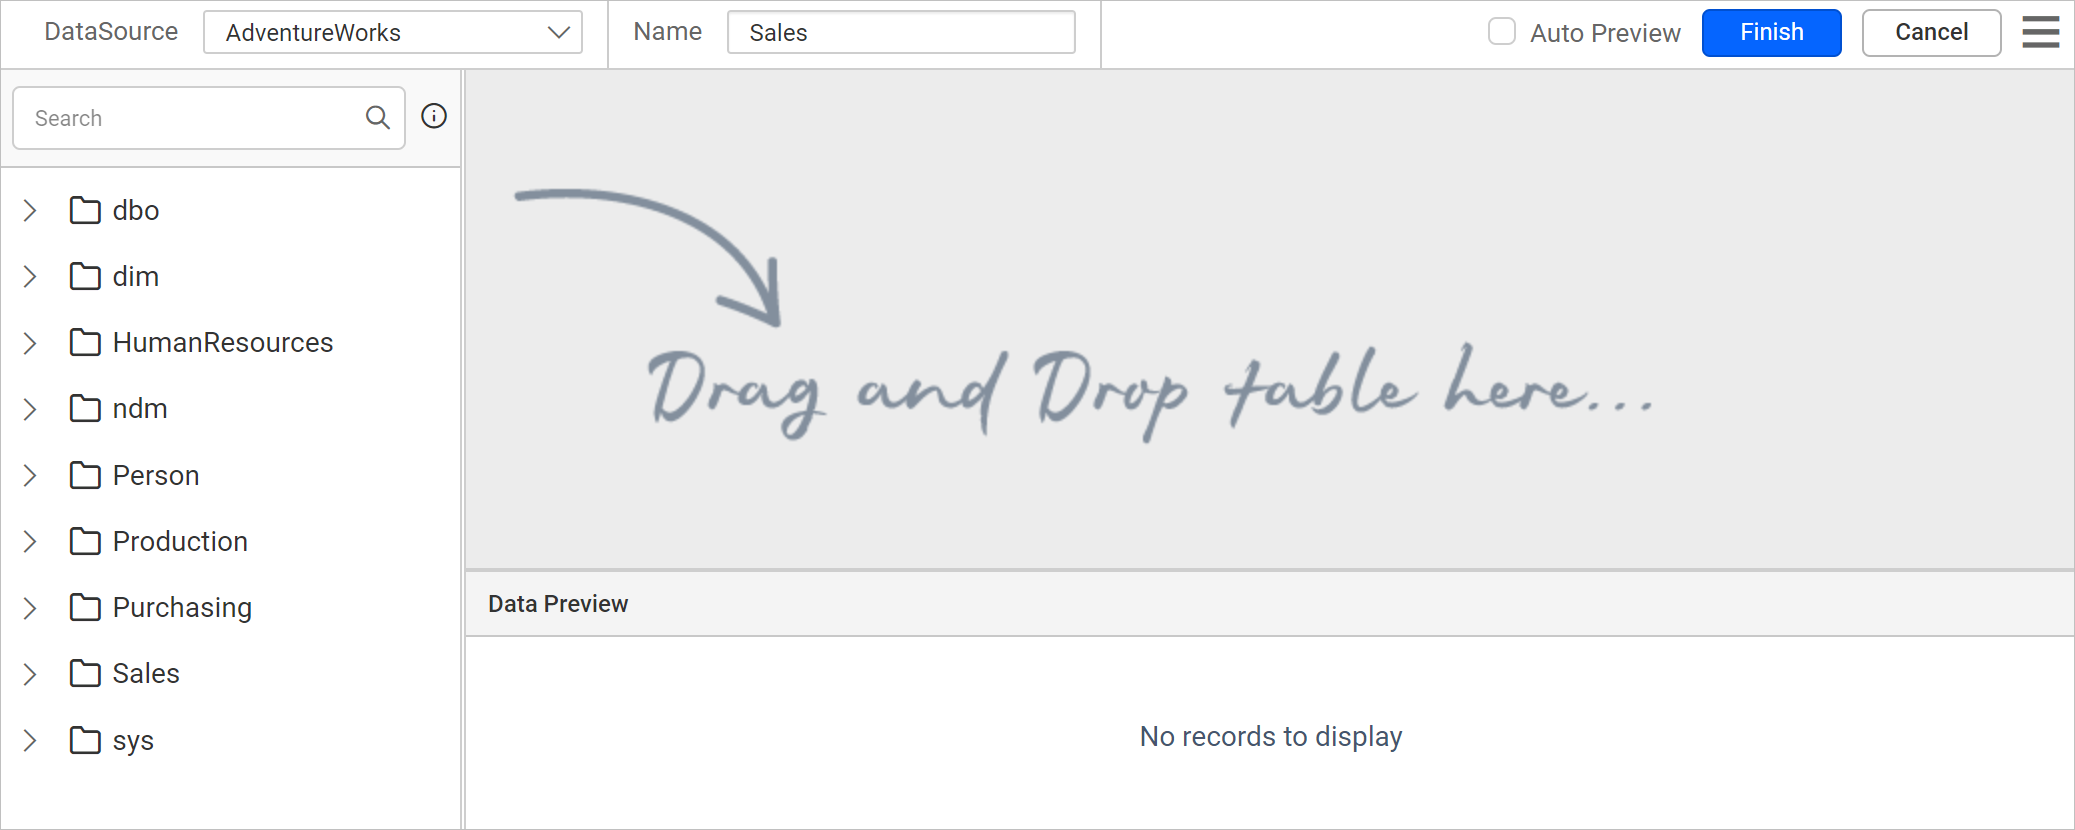 DataSource AdventureWorks Name Sales Auto Preview Finish Cancel
Search
dbo
dim
HumanResources
ndm
Person
Production
Purchasing
Sales
sys
Drag and Drop table here...
Data Preview
No records to display